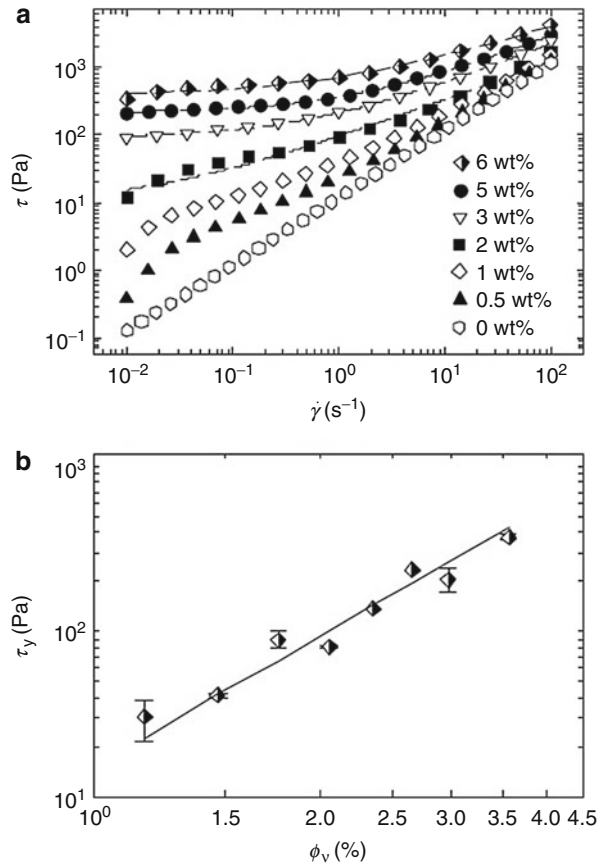 a
10³
10²
10¹
10⁰
10⁻¹
τ (Pa)
6 wt%
5 wt%
3 wt%
2 wt%
1 wt%
0.5 wt%
0 wt%
10⁻² 10⁻¹ 10⁰ 10¹ 10²
γ̇ (s⁻¹)
b
10³
10²
10¹
τy (Pa)
10⁰ 1.5 2.0 2.5 3.0 3.5 4.0 4.5
ϕv (%)